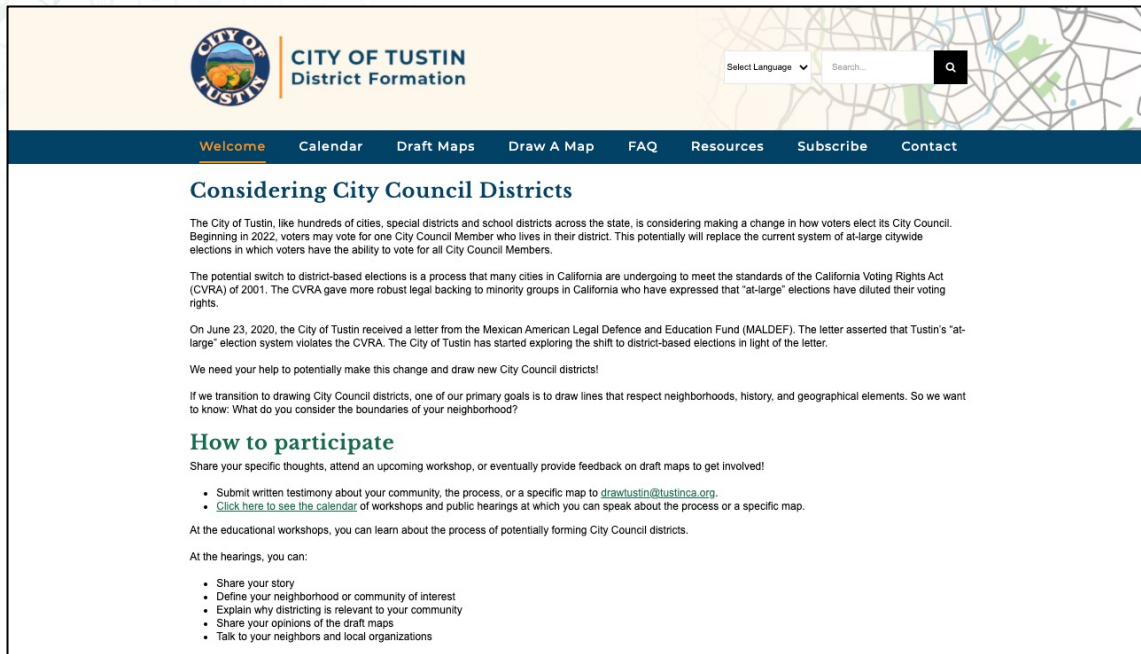 CITY OF
TUSTIN
CITY OF TUSTIN
District Formation
Select Language
Search...
Welcome Calendar Draft Maps Draw A Map FAQ Resources Subscribe Contact
Considering City Council Districts
The City of Tustin, like hundreds of cities, special districts and school districts across the state, is considering making a change in how voters elect its City Council.
Beginning in 2022, voters may vote for one City Council Member who lives in their district. This potentially will replace the current system of at-large citywide
elections in which voters have the ability to vote for all City Council Members.
The potential switch to district-based elections is a process that many cities in California are undergoing to meet the standards of the California Voting Rights Act
(CVRA) of 2001. The CVRA gave more robust legal backing to minority groups in California who have expressed that “at-large” elections have diluted their voting
rights.
On June 23, 2020, the City of Tustin received a letter from the Mexican American Legal Defence and Education Fund (MALDEF). The letter asserted that Tustin’s “at-
large” election system violates the CVRA. The City of Tustin has started exploring the shift to district-based elections in light of the letter.
We need your help to potentially make this change and draw new City Council districts!
If we transition to drawing City Council districts, one of our primary goals is to draw lines that respect neighborhoods, history, and geographical elements. So we want
to know: What do you consider the boundaries of your neighborhood?
How to participate
Share your specific thoughts, attend an upcoming workshop, or eventually provide feedback on draft maps to get involved!
• Submit written testimony about your community, the process, or a specific map to drawtustin@tustinca.org.
• Click here to see the calendar of workshops and public hearings at which you can speak about the process or a specific map.
At the educational workshops, you can learn about the process of potentially forming City Council districts.
At the hearings, you can:
• Share your story
• Define your neighborhood or community of interest
• Explain why districting is relevant to your community
• Share your opinions of the draft maps
• Talk to your neighbors and local organizations